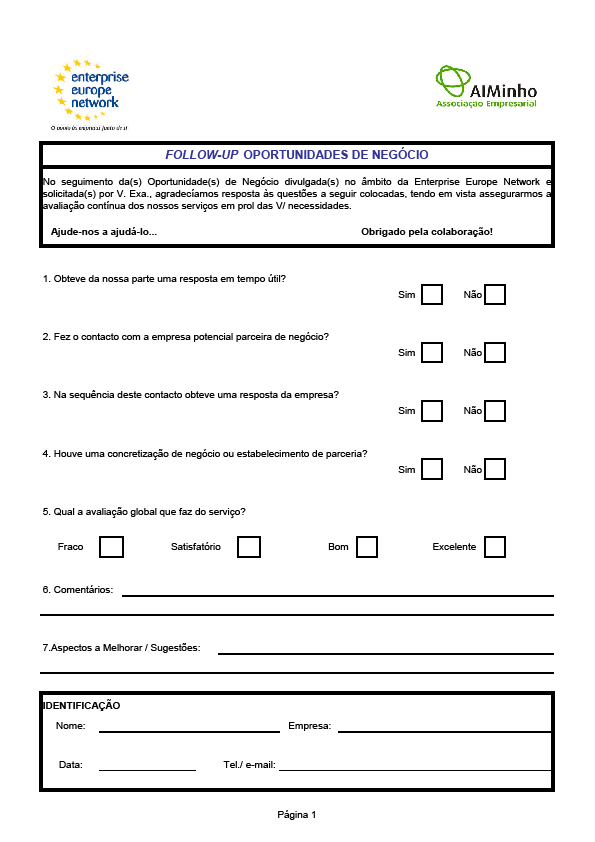 enterprise
europe
network
AIMinho
Associação Empresarial
FOLLOW-UP OPORTUNIDADES DE NEGÓCIO
No seguimento da(s) Oportunidade(s) de Negócio divulgada(s) no âmbito da Enterprise Europe Network e
solicitada(s) por V. Exa., agradecíamos resposta às questões a seguir colocadas, tendo em vista assegurarmos a
avaliação contínua dos nossos serviços em prol das V/ necessidades.
Ajude-nos a ajudá-lo... Obrigado pela colaboração!
1. Obteve da nossa parte uma resposta em tempo útil?
Sim Não
2. Fez o contacto com a empresa potencial parceira de negócio?
Sim Não
3. Na sequência deste contacto obteve uma resposta da empresa?
Sim Não
4. Houve uma concretização de negócio ou estabelecimento de parceria?
Sim Não
5. Qual a avaliação global que faz do serviço?
Fraco Satisfatório Bom Excelente
6. Comentários:
7.Aspectos a Melhorar / Sugestões:
IDENTIFICAÇÃO
Nome: Empresa:
Data: Tel./ e-mail:
Página 1